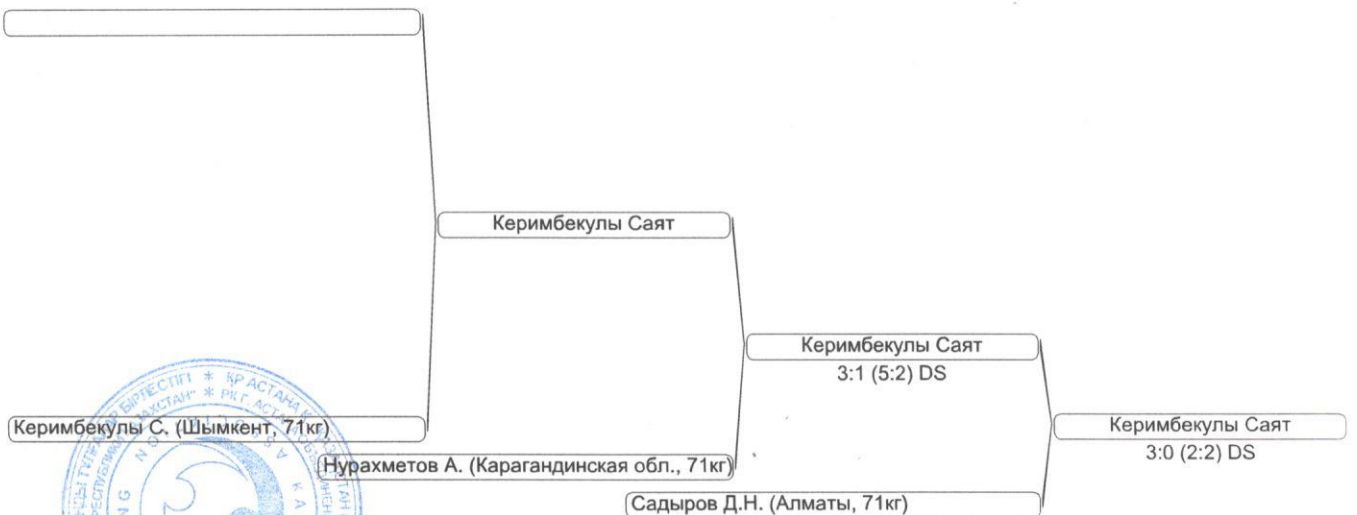 Керимбекулы Саят
Керимбекулы Саят
3:1 (5:2) DS
Керимбекулы С. (Шымкент, 71кг)
Керимбекулы Саят
3:0 (2:2) DS
Нурахметов А. (Карагандинская обл., 71кг)
Садыров Д.Н. (Алматы, 71кг)